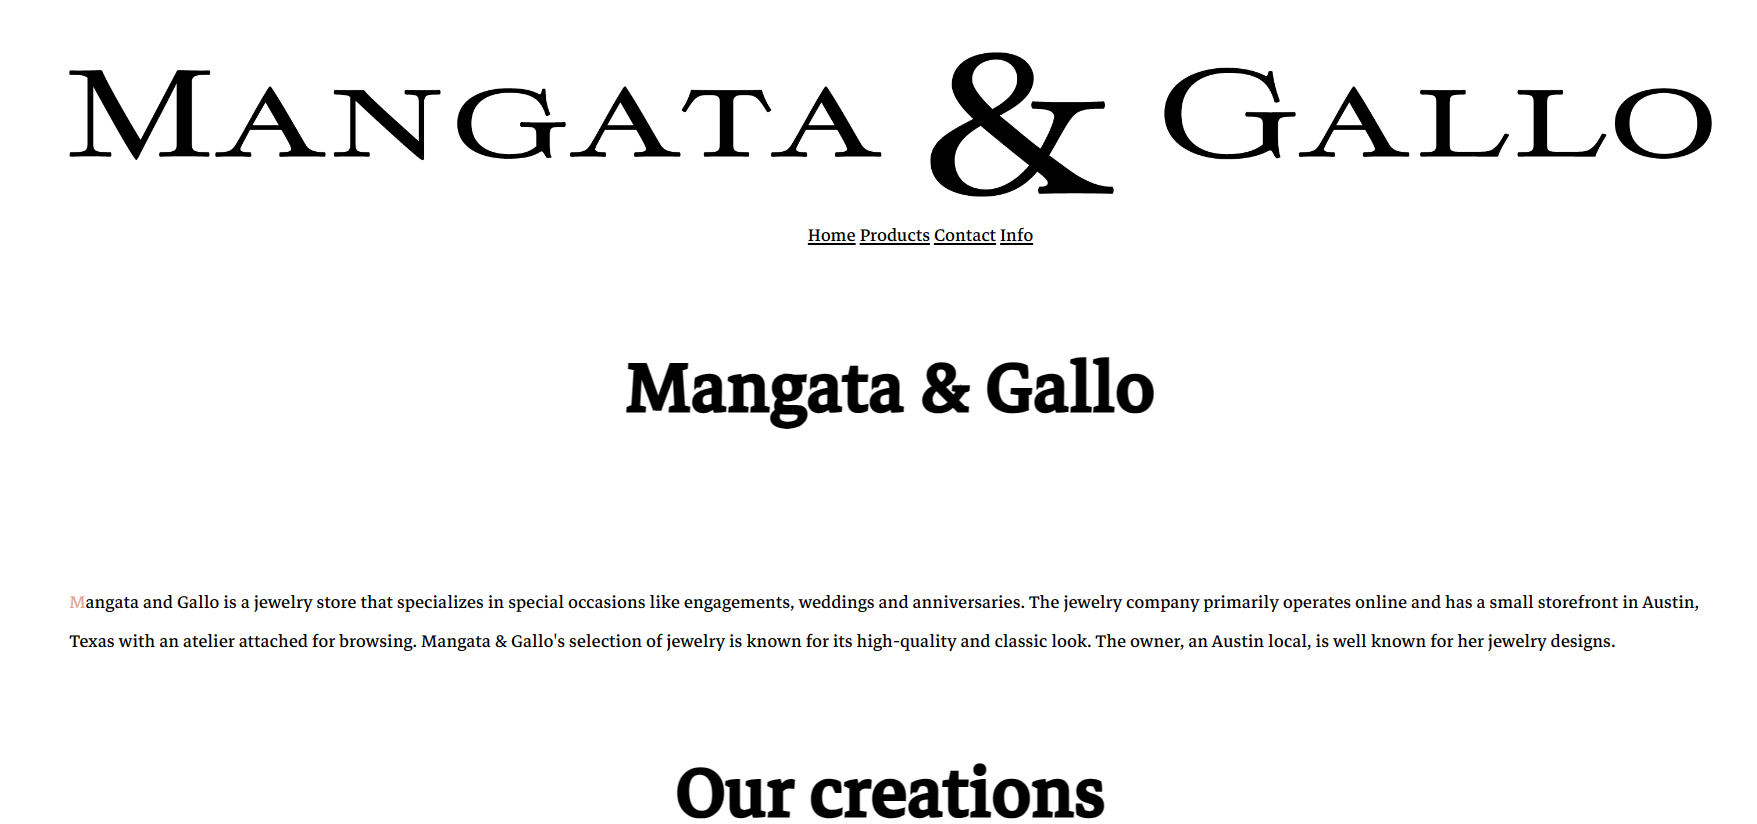 MANGATA & GALLO
Home Products Contact Info
Mangata & Gallo
Mangata and Gallo is a jewelry store that specializes in special occasions like engagements, weddings and anniversaries. The jewelry company primarily operates online and has a small storefront in Austin,
Texas with an atelier attached for browsing. Mangata & Gallo's selection of jewelry is known for its high-quality and classic look. The owner, an Austin local, is well known for her jewelry designs.
Our creations